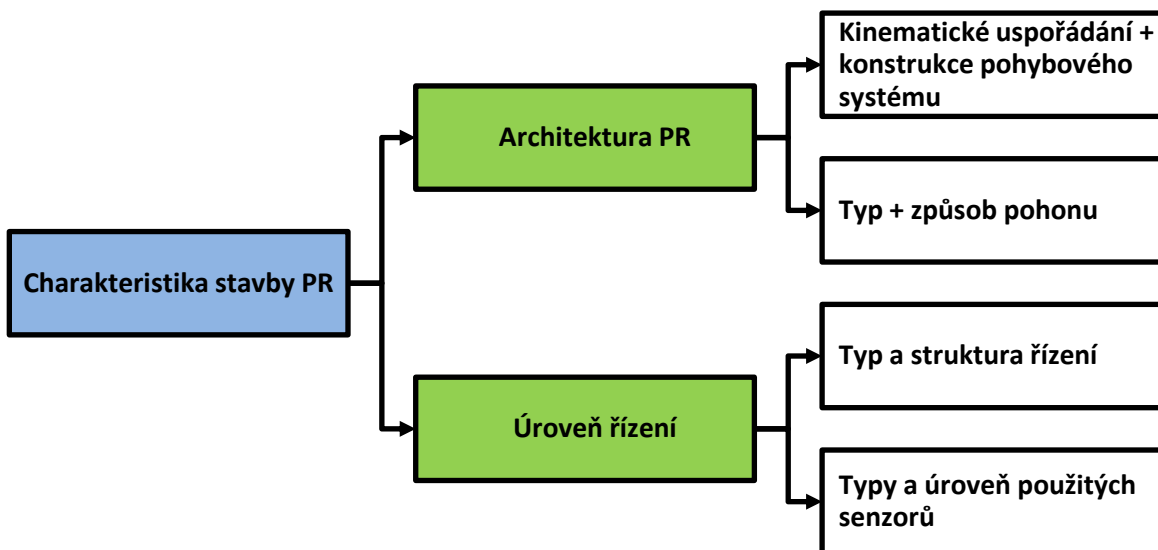 Kinematické uspořádání +
konstrukce pohybového
systému
Architektura PR
Typ + způsob pohonu
Charakteristika stavby PR
Typ a struktura řízení
Úroveň řízení
Typy a úroveň použitých
senzorů